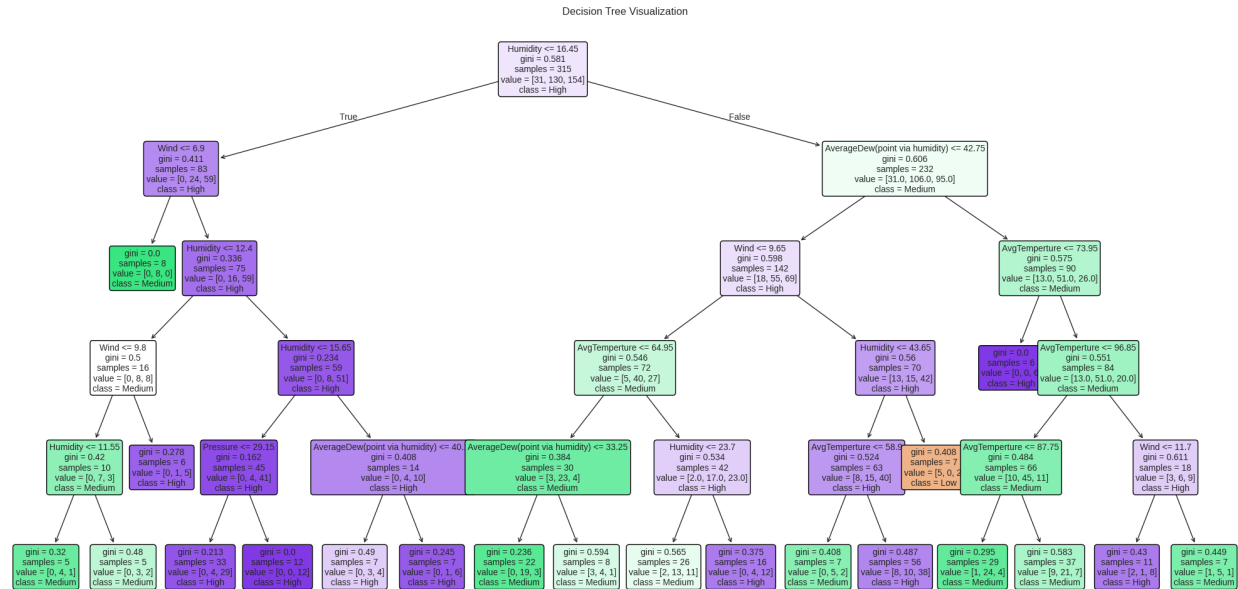 Decision Tree Visualization
Humidity <= 16.45
gini = 0.581
samples = 315
value = [31, 130, 154]
class = High
True
False
Wind <= 6.9
gini = 0.411
samples = 83
value = [0, 24, 59]
class = High
AverageDew(point via humidity) <= 42.75
gini = 0.606
samples = 232
value = [31.0, 106.0, 95.0]
class = Medium
gini = 0.0
samples = 8
value = [0, 8, 0]
class = Medium
Humidity <= 12.4
gini = 0.336
samples = 75
value = [0, 16, 59]
class = High
Wind <= 9.65
gini = 0.598
samples = 142
value = [18, 55, 69]
class = High
AvgTemperture <= 73.95
gini = 0.575
samples = 90
value = [13.0, 51.0, 26.0]
class = Medium
Wind <= 9.8
gini = 0.5
samples = 16
value = [0, 8, 8]
class = Medium
Humidity <= 15.65
gini = 0.234
samples = 59
value = [0, 8, 51]
class = High
AvgTemperture <= 64.95
gini = 0.546
samples = 72
value = [5, 40, 27]
class = Medium
Humidity <= 43.65
gini = 0.56
samples = 70
value = [13, 15, 42]
class = High
gini = 0.0
samples = 6
value = [0, 0,
class = High
AvgTemperture <= 96.85
gini = 0.551
samples = 84
value = [13.0, 51.0, 20.0]
class = Medium
Humidity <= 11.55
gini = 0.42
samples = 10
value = [0, 7, 3]
class = Medium
gini = 0.278
samples = 6
value = [0, 1, 5]
class = High
Pressure <= 29.15
gini = 0.162
samples = 45
value = [0, 4, 41]
class = High
AverageDew(point via humidity) <= 40.
gini = 0.408
samples = 14
value = [0, 4, 10]
class = High
AverageDew(point via humidity) <= 33.25
gini = 0.384
samples = 30
value = [3, 23, 4]
class = Medium
Humidity <= 23.7
gini = 0.534
samples = 42
value = [2.0, 17.0, 23.0]
class = High
AvgTemperture <= 58.9
gini = 0.524
samples = 63
value = [8, 15, 40]
class = High
gini = 0.408
samples = 7
value = [5, 0, 2
class = Low
AvgTemperture <= 87.75
gini = 0.484
samples = 66
value = [10, 45, 11]
class = Medium
Wind <= 11.7
gini = 0.611
samples = 18
value = [3, 6, 9]
class = High
gini = 0.32
samples = 5
value = [0, 4, 1]
class = Medium
gini = 0.48
samples = 5
value = [0, 3, 2]
class = Medium
gini = 0.213
samples = 33
value = [0, 4, 29]
class = High
gini = 0.0
samples = 12
value = [0, 0, 12]
class = High
gini = 0.49
samples = 7
value = [0, 3, 4]
class = High
gini = 0.245
samples = 7
value = [0, 1, 6]
class = High
gini = 0.236
samples = 22
value = [0, 19, 3]
class = Medium
gini = 0.594
samples = 8
value = [3, 4, 1]
class = Medium
gini = 0.565
samples = 26
value = [2, 13, 11]
class = Medium
gini = 0.375
samples = 16
value = [0, 4, 12]
class = High
gini = 0.408
samples = 7
value = [0, 5, 2]
class = Medium
gini = 0.487
samples = 56
value = [8, 10, 38]
class = High
gini = 0.295
samples = 29
value = [1, 24, 4]
class = Medium
gini = 0.583
samples = 37
value = [9, 21, 7]
class = Medium
gini = 0.43
samples = 11
value = [2, 1, 8]
class = High
gini = 0.449
samples = 7
value = [1, 5, 1]
class = Medium